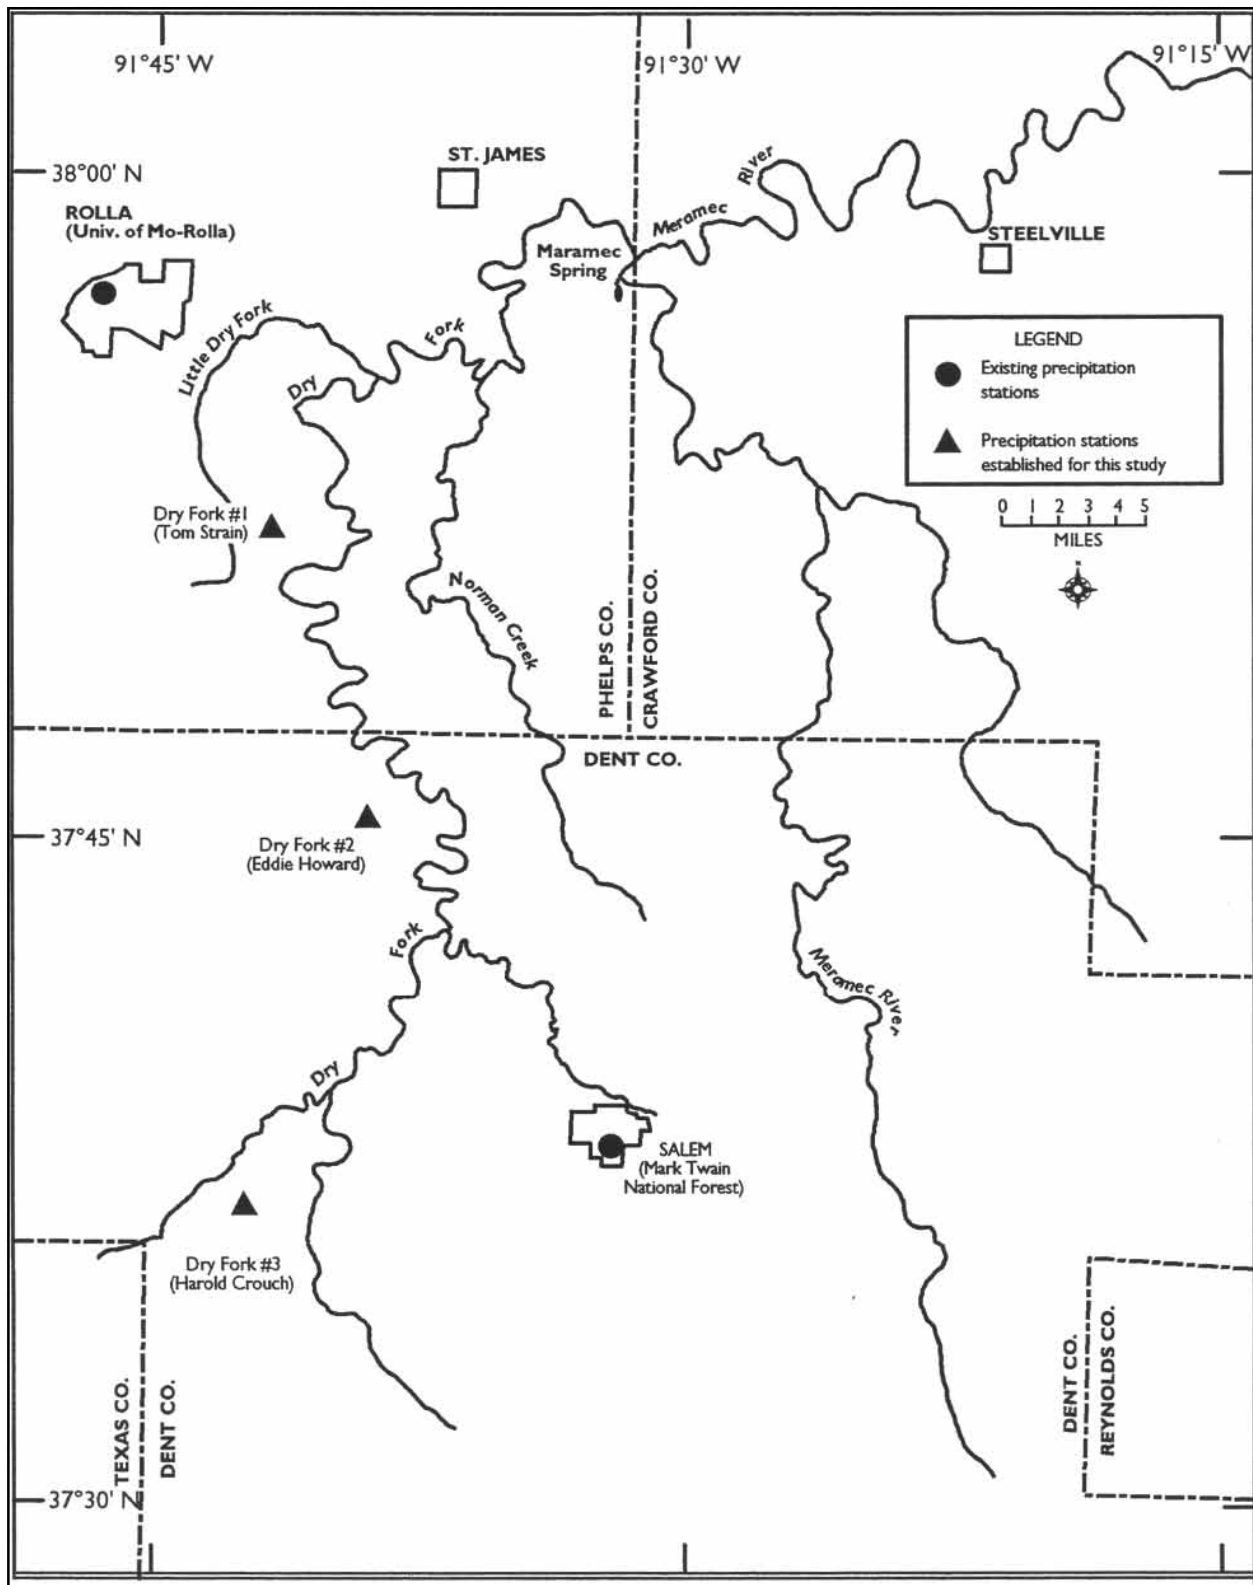 91°45' W
91°30' W
91°15' W
38°00' N
ST. JAMES
ROLLA
(Univ. of Mo-Rolla)
Meramec River
STEELVILLE
Maramec
Spring
Little Dry Fork
Dry Fork
LEGEND
Existing precipitation
stations
Precipitation stations
established for this study
0 1 2 3 4 5
MILES
N
Dry Fork #1
(Tom Strain)
Norman Creek
PHELPS CO.
CRAWFORD CO.
DENT CO.
37°45' N
Dry Fork #2
(Eddie Howard)
Dry Fork
Meromec River
SALEM
(Mark Twain
National Forest)
Dry Fork #3
(Harold Crouch)
TEXAS CO.
DENT CO.
DENT CO.
REYNOLDS CO.
37°30' N